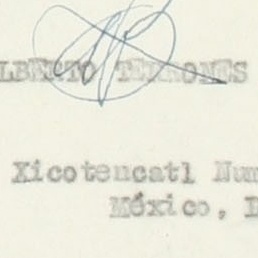 LBERTO TERRONES
Xicotencatl Num
México, D